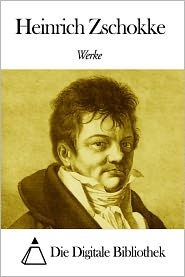 Heinrich Zschokke
Werke
Die Digitale Bibliothek